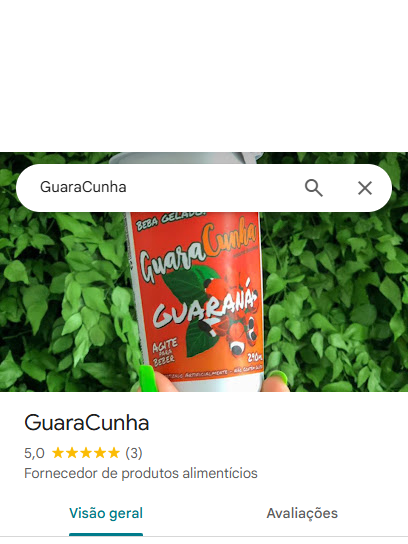 GuaraCunha
BEBA GELADO
GuaraCunha
GUARANÁ
AGITE
PARA
BEBER
290ml
GuaraCunha
5,0 ★★★★★ (3)
Fornecedor de produtos alimentícios
Visão geral Avaliações